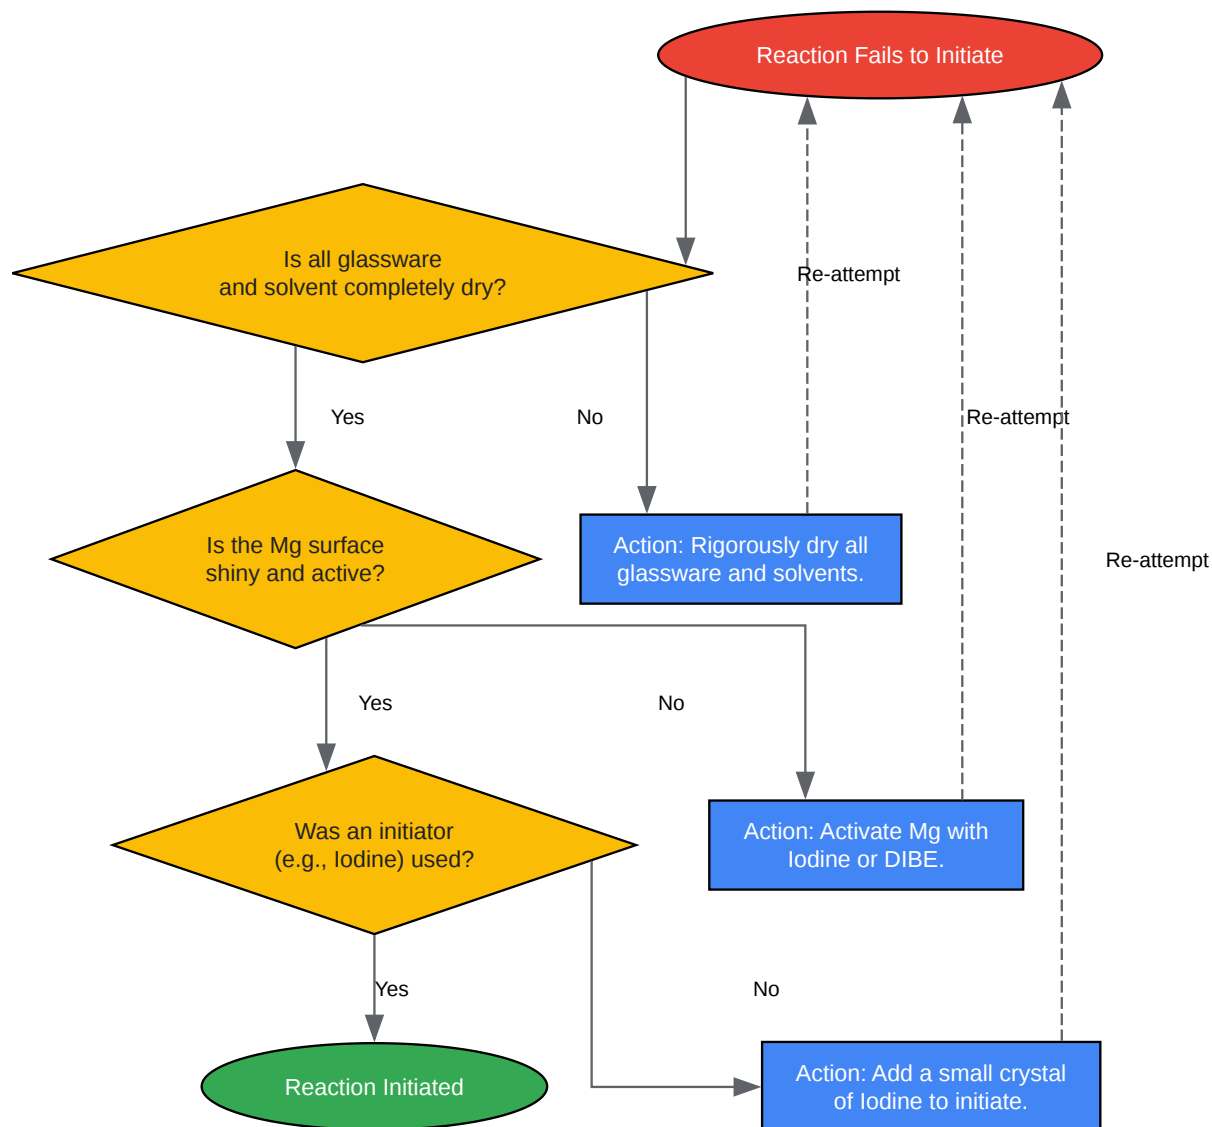 Reaction Fails to Initiate
Is all glassware
and solvent completely dry?
Re-attempt
Yes
No
Re-attempt
Is the Mg surface
shiny and active?
Action: Rigorously dry all
glassware and solvents.
Re-attempt
Yes
No
Was an initiator
(e.g., Iodine) used?
Action: Activate Mg with
Iodine or DIBE.
Yes
No
Reaction Initiated
Action: Add a small crystal
of Iodine to initiate.